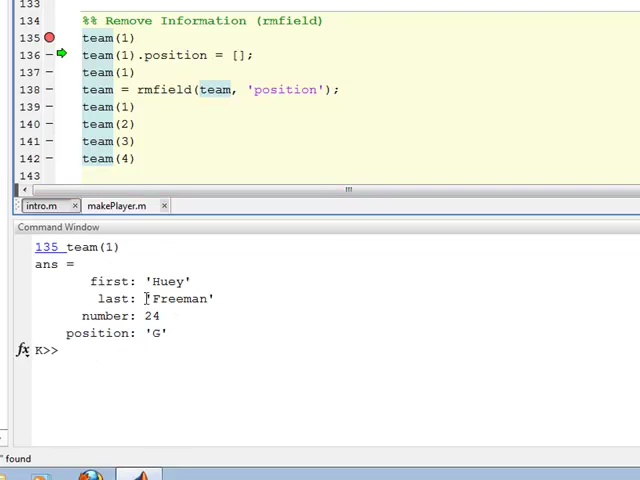 133
134 %% Remove Information (rmfield)
135 team(1)
136 team(1).position = [];
137 team(1)
138 team = rmfield(team, 'position');
139 team(1)
140 team(2)
141 team(3)
142 team(4)
143
intro.m makePlayer.m
Command Window
135 team(1)
ans =
first: 'Huey'
last: 'Freeman'
number: 24
position: 'G'
fx K>>
" found